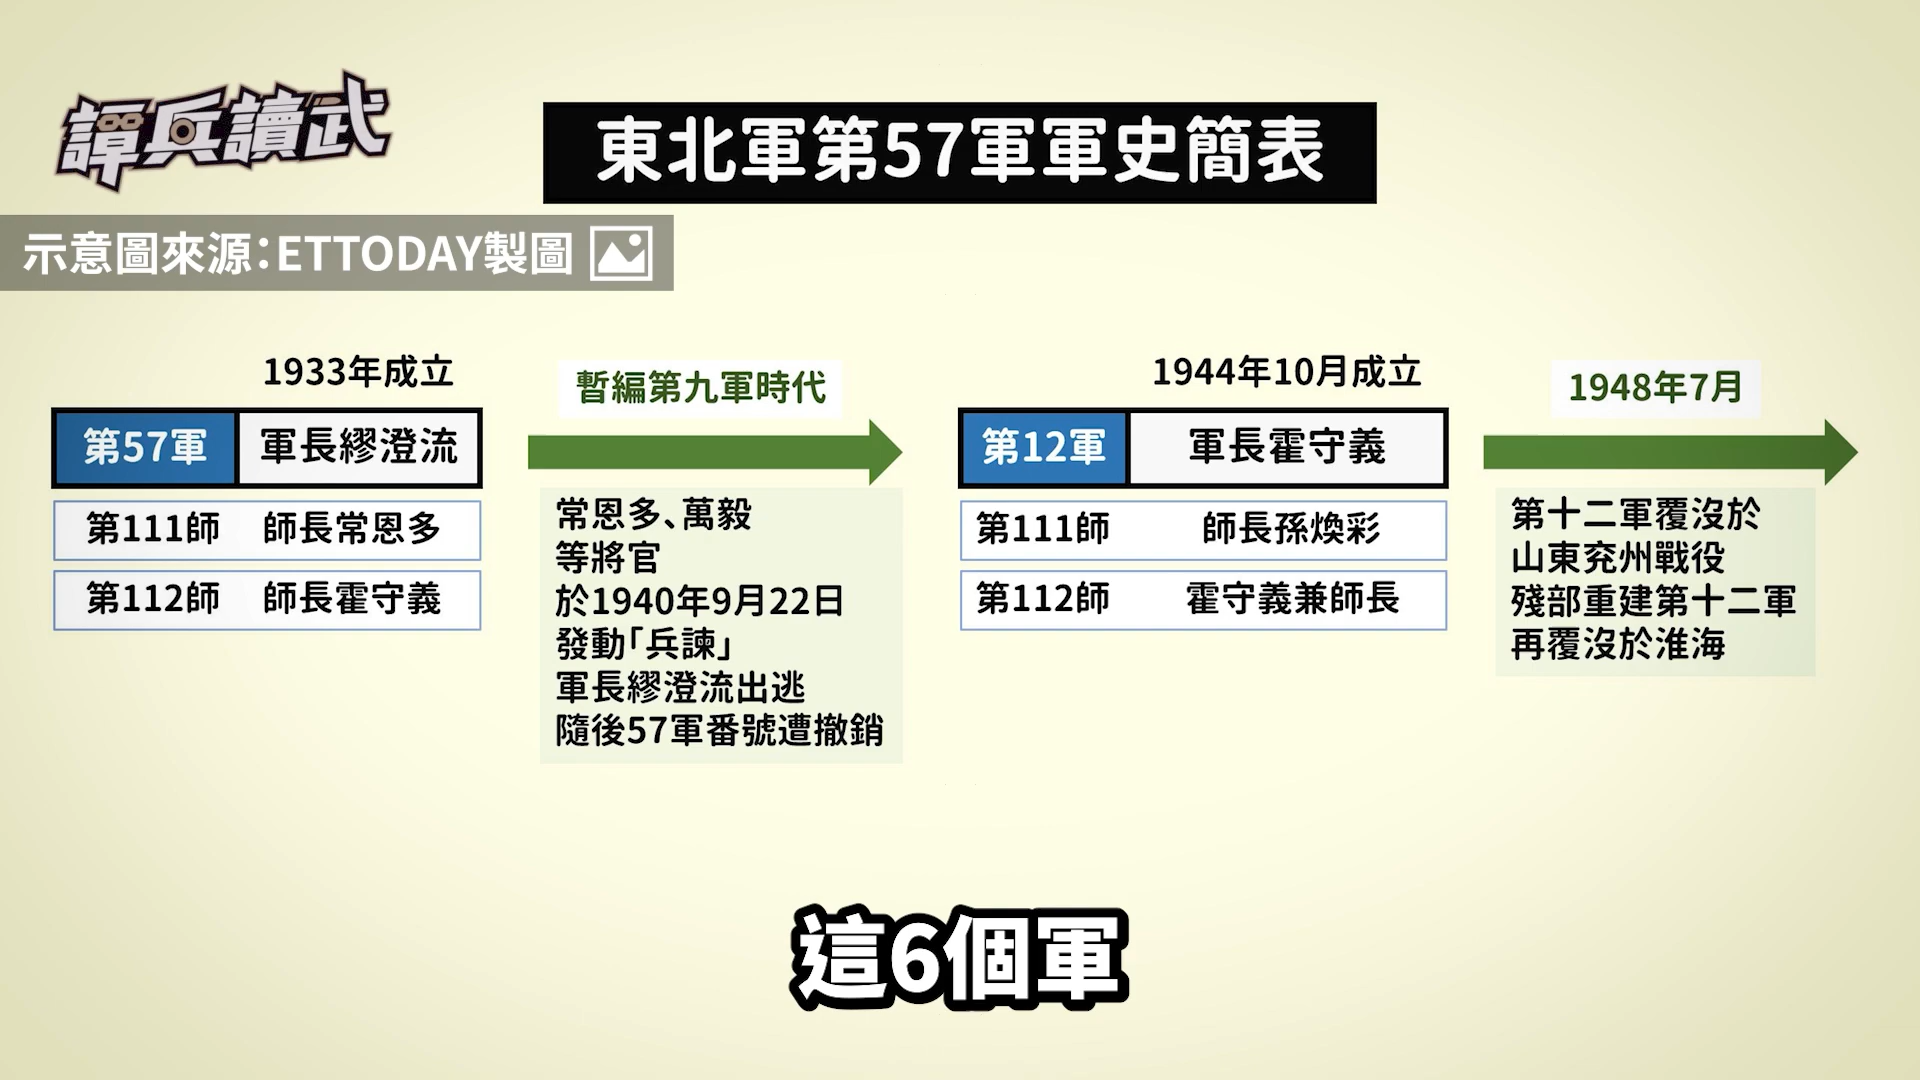 譚兵讀武
東北軍第57軍軍史簡表
示意圖來源：ETTODAY製圖
1933年成立
第57軍 軍長繆澄流
第111師 師長常恩多
第112師 師長霍守義
暫編第九軍時代
常恩多、萬毅
等將官
於1940年9月22日
發動「兵諫」
軍長繆澄流出逃
隨後57軍番號遭撤銷
1944年10月成立
第12軍 軍長霍守義
第111師 師長孫煥彩
第112師 霍守義兼師長
1948年7月
第十二軍覆沒於
山東兗州戰役
殘部重建第十二軍
再覆沒於淮海
這6個軍